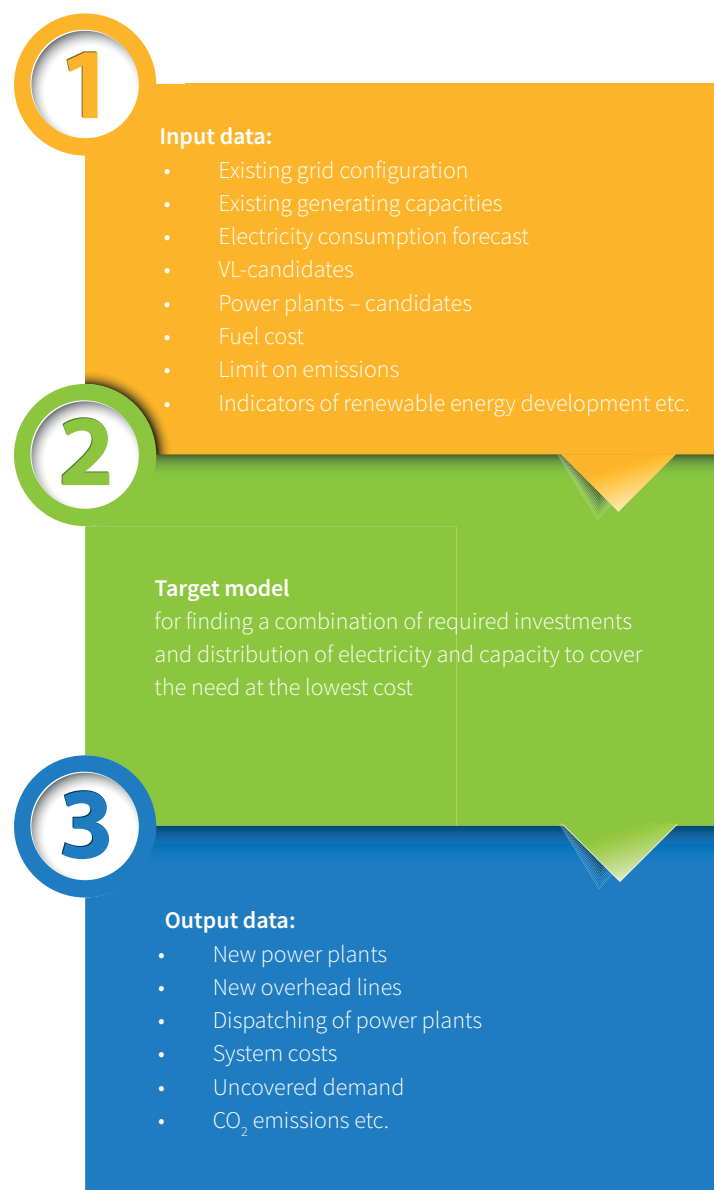 1
Input data:
• Existing grid configuration
• Existing generating capacities
• Electricity consumption forecast
• VL-candidates
• Power plants – candidates
• Fuel cost
• Limit on emissions
• Indicators of renewable energy development etc.
2
Target model
for finding a combination of required investments
and distribution of electricity and capacity to cover
the need at the lowest cost
3
Output data:
• New power plants
• New overhead lines
• Dispatching of power plants
• System costs
• Uncovered demand
• CO₂ emissions etc.